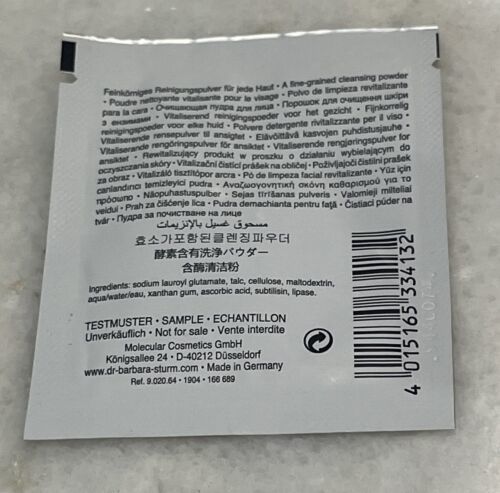 Feinkörniges Reinigungspulver für jede Haut • A fine-grained cleansing powder
• Poudre nettoyante vitalisante pour le visage • Polvo de limpieza revitalizante
para la cara • Очищающая пудра для лица • Порошок для очищення шкіри
з ензимами • Vitaliserend reinigingspoeder voor het gezicht • Fijnkorrelig
reinigingspoeder voor elke huid • Polvere detergente rivitalizzante per il viso •
Vitaliserende rensepulver til ansigtet • Elävöittävä kasvojen puhdistusjauhe •
Vitaliserande rengöringspulver för ansiktet • Vitaliserende rengjøringspulver for
ansiktet • Rewitalizujący produkt w proszku o działaniu wybielającym do
oczyszczania skóry • Vitalizační čisticí prášek na obličej • Poživljajoči čistilni prašek
za obraz • Vitalizáló tisztítópor arcra • Pó de limpeza facial revitalizante • Yüz için
canlandırıcı temizleyici pudra • Αναζωογονητική σκόνη καθαρισμού για το
πρόσωπο • Näopuhastuspulber • Sejas tīrīšanas pulveris • Valomieji milteliai
veidui • Prah za čišćenje lica • Pudra demachianta pentru față • Čistiaci púder na
tvár • Пудра за почистване на лице
مسحوق غسيل بالإنزيمات
효소가포함된클렌징파우더
酵素含有洗浄パウダー
含酶清洁粉
Ingredients: sodium lauroyl glutamate, talc, cellulose, maltodextrin,
aqua/water/eau, xanthan gum, ascorbic acid, subtilisin, lipase.
TESTMUSTER • SAMPLE • ECHANTILLON
Unverkäuflich • Not for sale • Vente interdite
Molecular Cosmetics GmbH
Königsallee 24 • D-40212 Düsseldorf
www.dr-barbara-sturm.com • Made in Germany
Ref. 9.020.64 • 1904 • 166 689
4 015165 334132